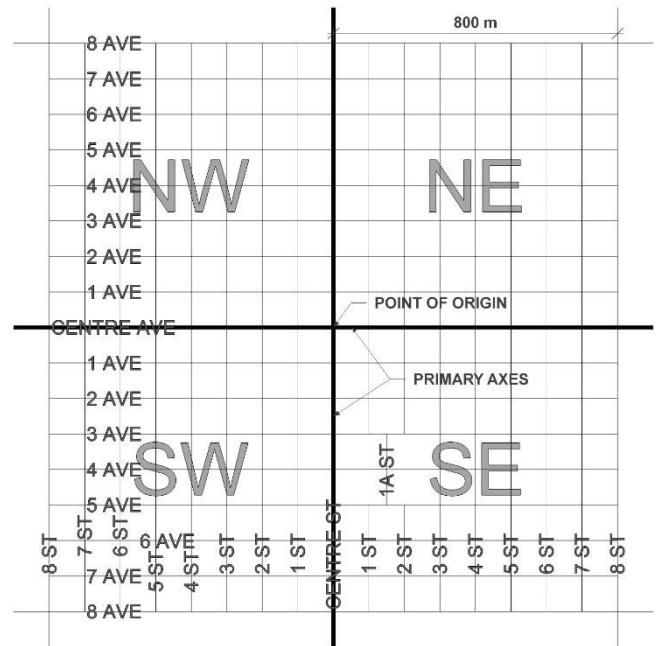 800 m
8 AVE
7 AVE
6 AVE
5 AVE
NW
NE
4 AVE
3 AVE
2 AVE
1 AVE
POINT OF ORIGIN
CENTRE AVE
1 AVE
PRIMARY AXES
2 AVE
3 AVE
SW
1A ST
SE
4 AVE
5 AVE
6 AVE
8 ST
7 ST
6 ST
5 ST
4 ST
3 ST
2 ST
1 ST
CENTRE ST
1 ST
2 ST
3 ST
4 ST
5 ST
6 ST
7 ST
8 ST
7 AVE
8 AVE